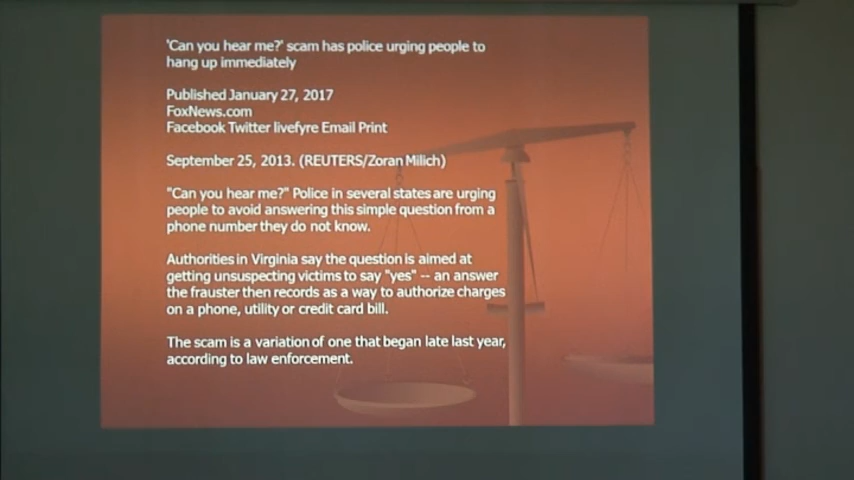 'Can you hear me?' scam has police urging people to
hang up immediately
Published January 27, 2017
FoxNews.com
Facebook Twitter livefyre Email Print
September 25, 2013. (REUTERS/Zoran Milich)
"Can you hear me?" Police in several states are urging
people to avoid answering this simple question from a
phone number they do not know.
Authorities in Virginia say the question is aimed at
getting unsuspecting victims to say "yes" -- an answer
the frauster then records as a way to authorize charges
on a phone, utility or credit card bill.
The scam is a variation of one that began late last year,
according to law enforcement.